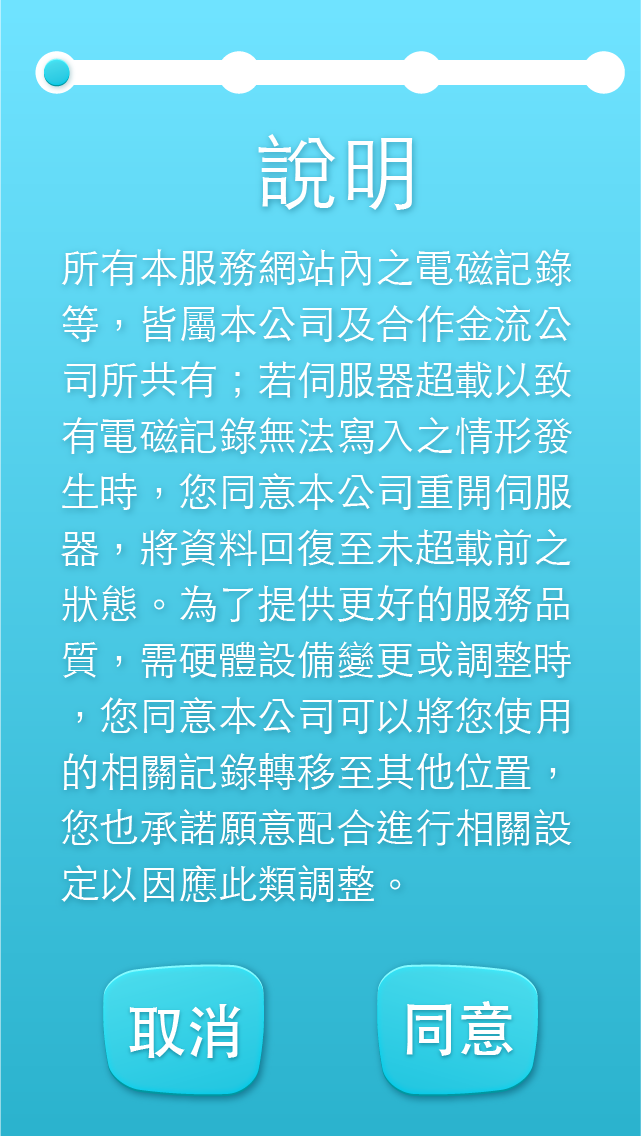 說明
所有本服務網站內之電磁記錄
等，皆屬本公司及合作金流公
司所共有；若伺服器超載以致
有電磁記錄無法寫入之情形發
生時，您同意本公司重開伺服
器，將資料回復至未超載前之
狀態。為了提供更好的服務品
質，需硬體設備變更或調整時
，您同意本公司可以將您使用
的相關記錄轉移至其他位置，
您也承諾願意配合進行相關設
定以因應此類調整。
取消
同意